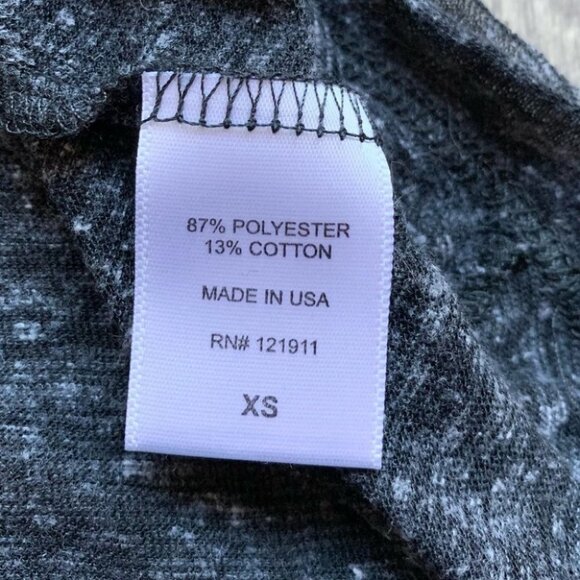 87% POLYESTER
13% COTTON
MADE IN USA
RN# 121911
XS